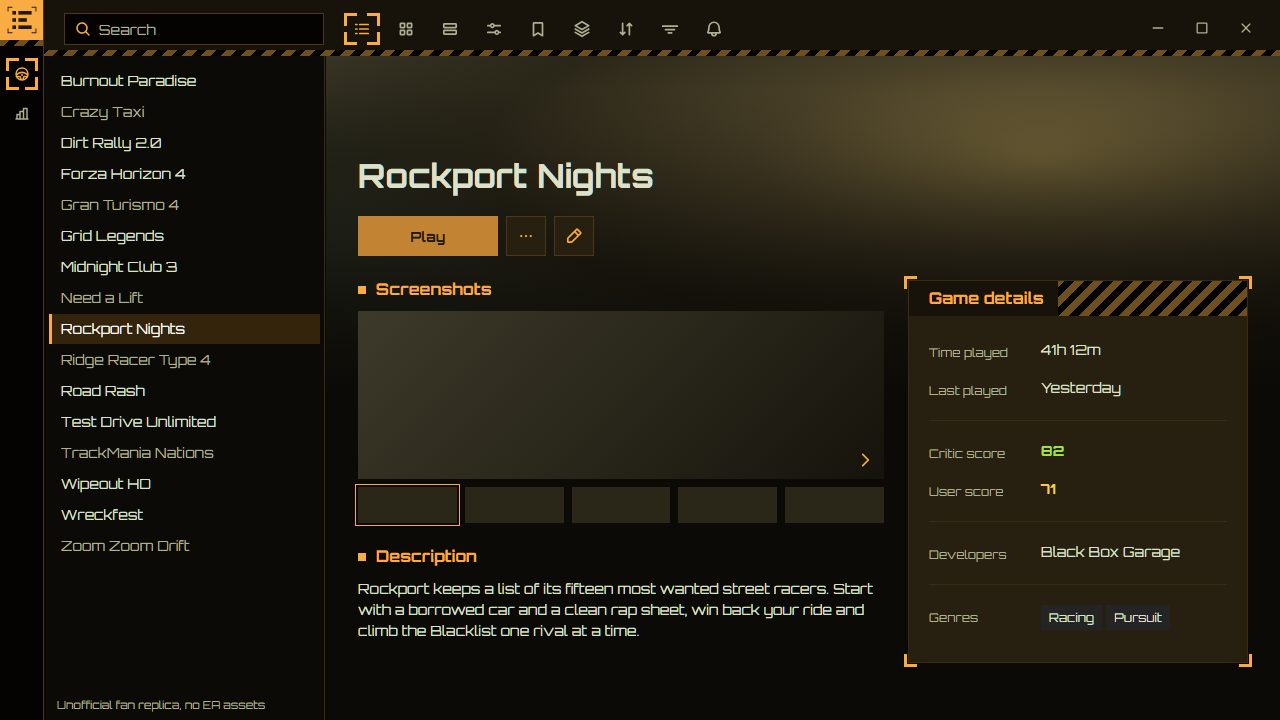 Search
Burnout Paradise
Crazy Taxi
Dirt Rally 2.0
Forza Horizon 4
Gran Turismo 4
Grid Legends
Midnight Club 3
Need a Lift
Rockport Nights
Ridge Racer Type 4
Road Rash
Test Drive Unlimited
TrackMania Nations
Wipeout HD
Wreckfest
Zoom Zoom Drift
Unofficial fan replica, no EA assets
Rockport Nights
Play
Screenshots
Description
Rockport keeps a list of its fifteen most wanted street racers. Start
with a borrowed car and a clean rap sheet, win back your ride and
climb the Blacklist one rival at a time.
Game details
Time played 41h 12m
Last played Yesterday
Critic score 82
User score 71
Developers Black Box Garage
Genres Racing Pursuit